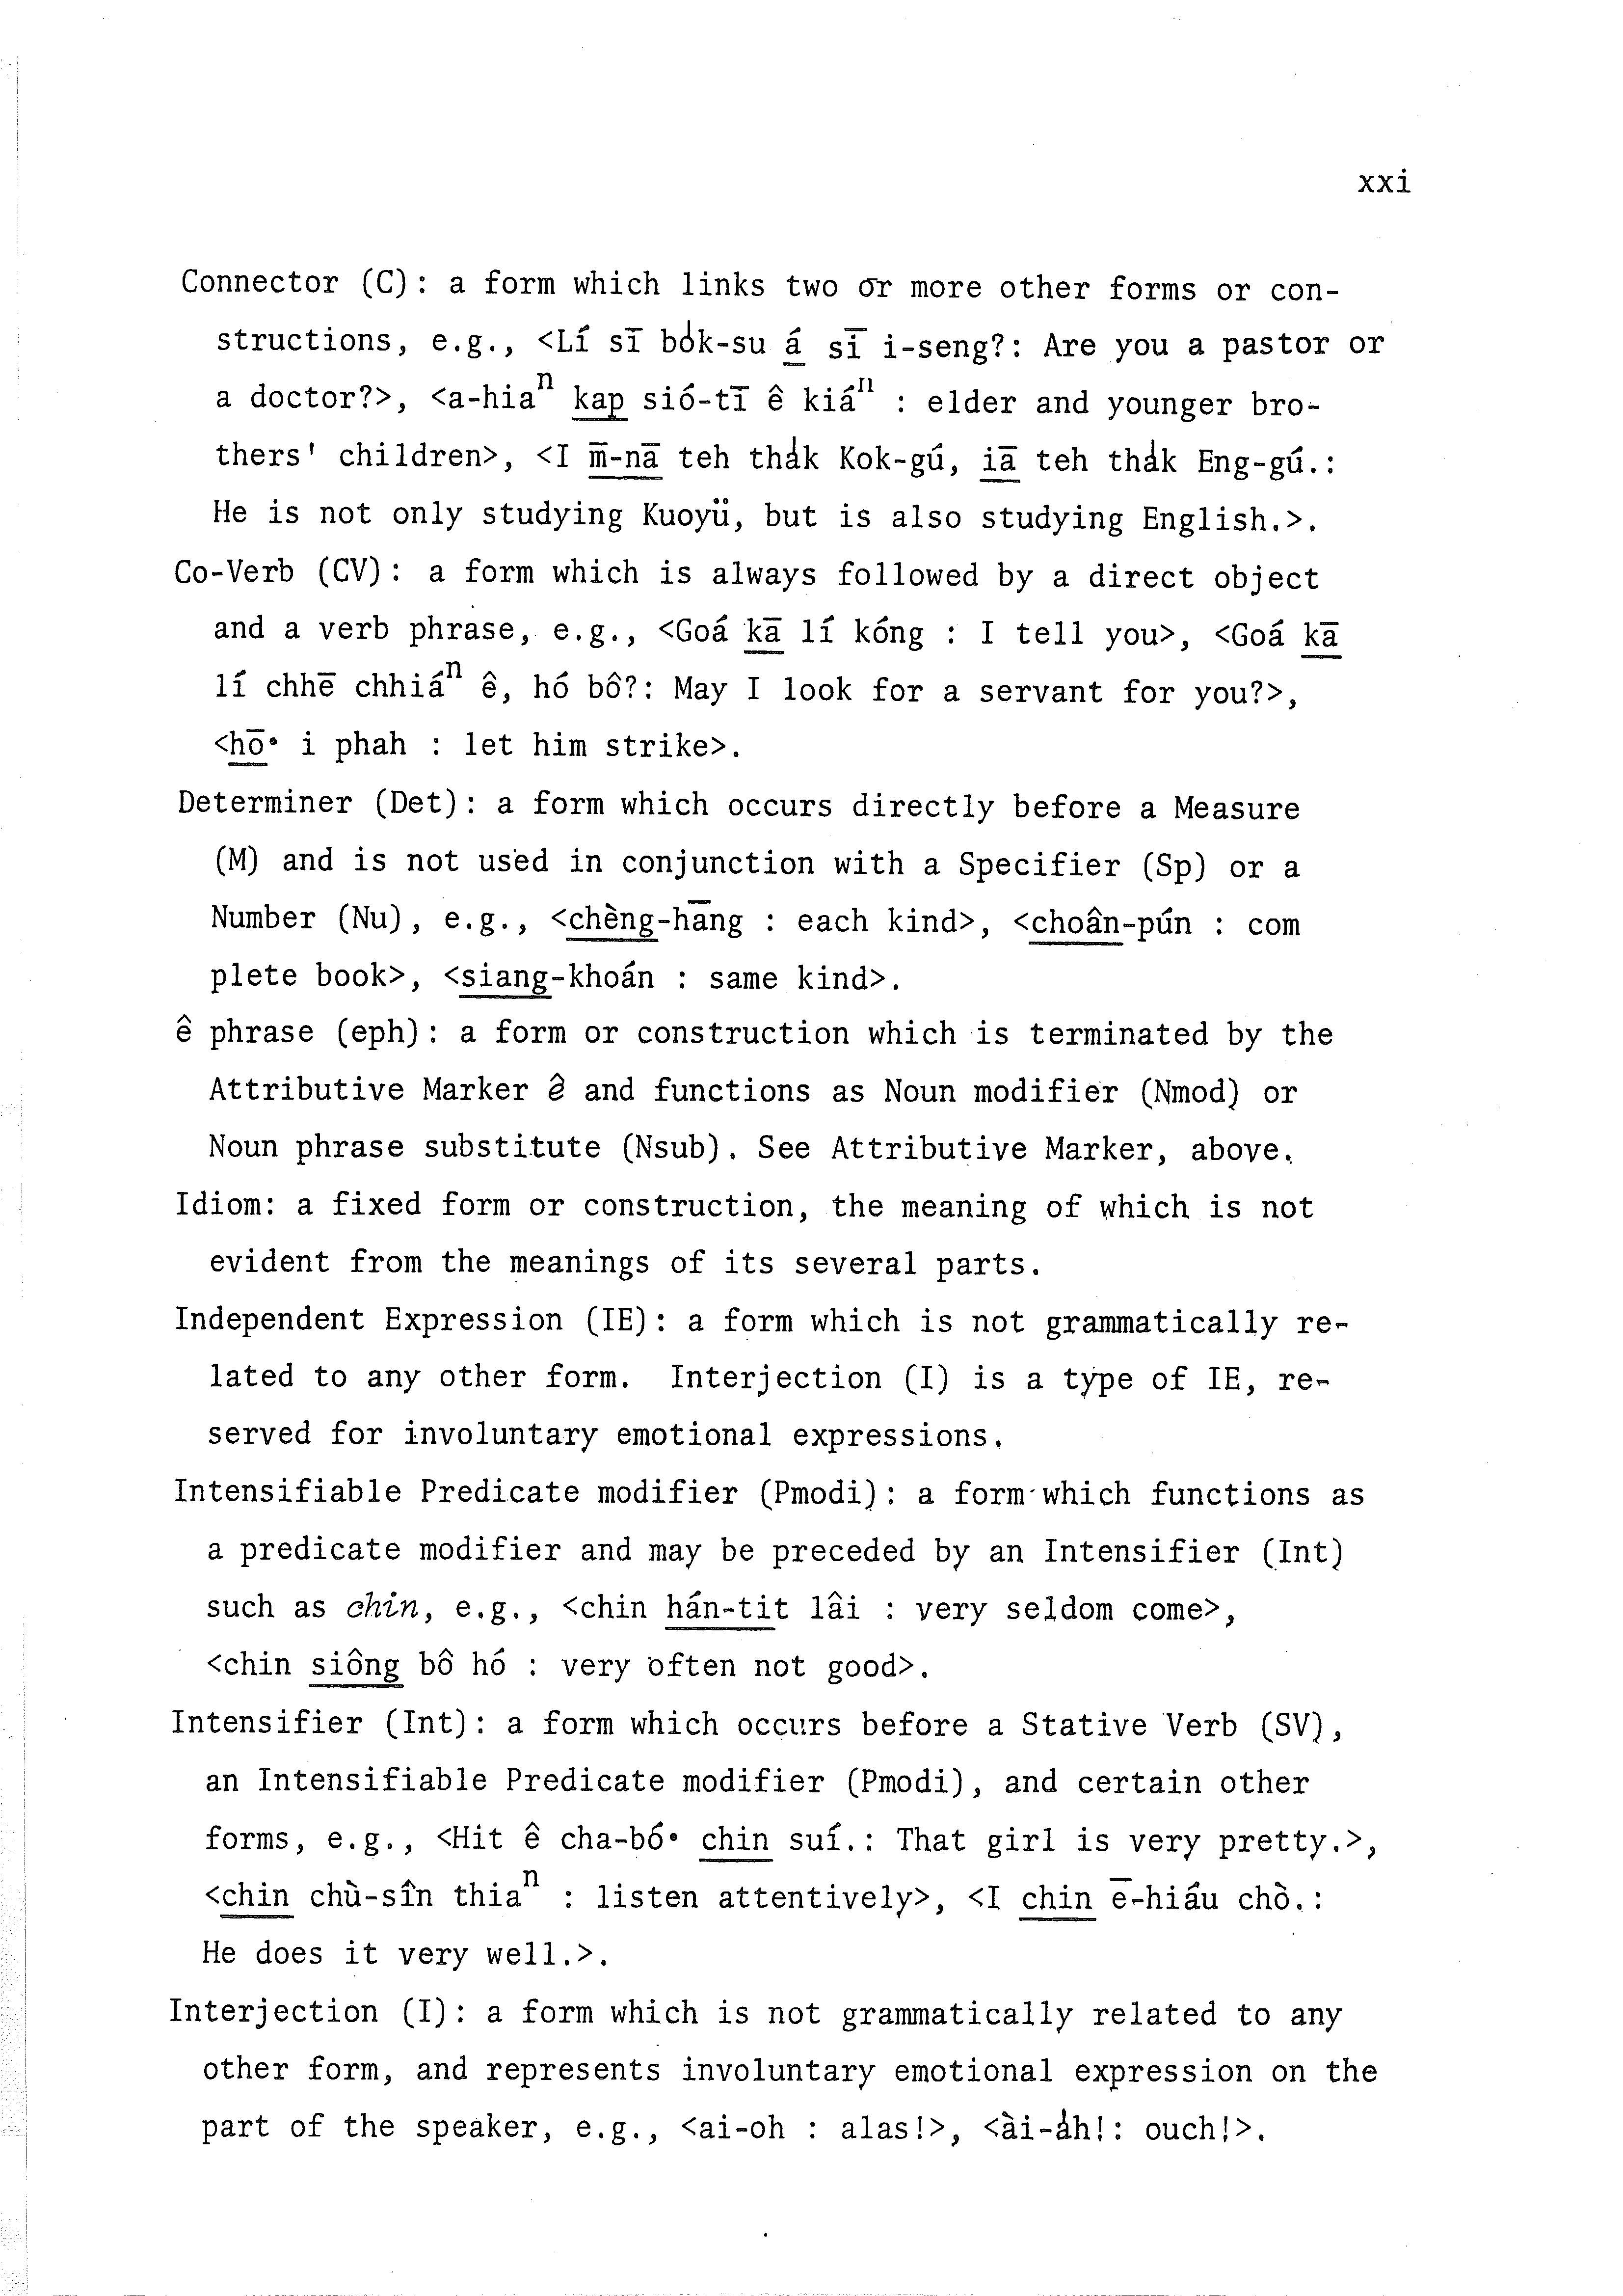 xxi
Connector (C): a form which links two or more other forms or con-
structions, e.g., <Lí sī bo̍k-su á sī i-seng?: Are you a pastor or
a doctor?>, <a-hiaⁿ kap sió-tī ê kiáⁿ : elder and younger bro-
thers' children>, <I m̄-nā teh tha̍k Kok-gú, iā teh tha̍k Eng-gú.:
He is not only studying Kuoyü, but is also studying English.>.
Co-Verb (CV): a form which is always followed by a direct object
and a verb phrase, e.g., <Goá kā lí kóng : I tell you>, <Goá kā
lí chhē chhiáⁿ ê, hó bô?: May I look for a servant for you?>,
<hō͘ i phah : let him strike>.
Determiner (Det): a form which occurs directly before a Measure
(M) and is not used in conjunction with a Specifier (Sp) or a
Number (Nu), e.g., <chèng-hāng : each kind>, <choân-pún : com
plete book>, <siang-khoán : same kind>.
ê phrase (eph): a form or construction which is terminated by the
Attributive Marker ê and functions as Noun modifier (Nmod) or
Noun phrase substitute (Nsub). See Attributive Marker, above.
Idiom: a fixed form or construction, the meaning of which is not
evident from the meanings of its several parts.
Independent Expression (IE): a form which is not grammatically re-
lated to any other form. Interjection (I) is a type of IE, re-
served for involuntary emotional expressions.
Intensifiable Predicate modifier (Pmodi): a form which functions as
a predicate modifier and may be preceded by an Intensifier (Int)
such as chin, e.g., <chin hán-tit lâi : very seldom come>,
<chin siông bô hó : very often not good>.
Intensifier (Int): a form which occurs before a Stative Verb (SV),
an Intensifiable Predicate modifier (Pmodi), and certain other
forms, e.g., <Hit ê cha-bó͘ chin suí.: That girl is very pretty.>,
<chin chù-sîn thiaⁿ : listen attentively>, <I chin ē-hiáu chò.:
He does it very well.>.
Interjection (I): a form which is not grammatically related to any
other form, and represents involuntary emotional expression on the
part of the speaker, e.g., <ai-oh : alas!>, <ài-a̍h!: ouch!>.